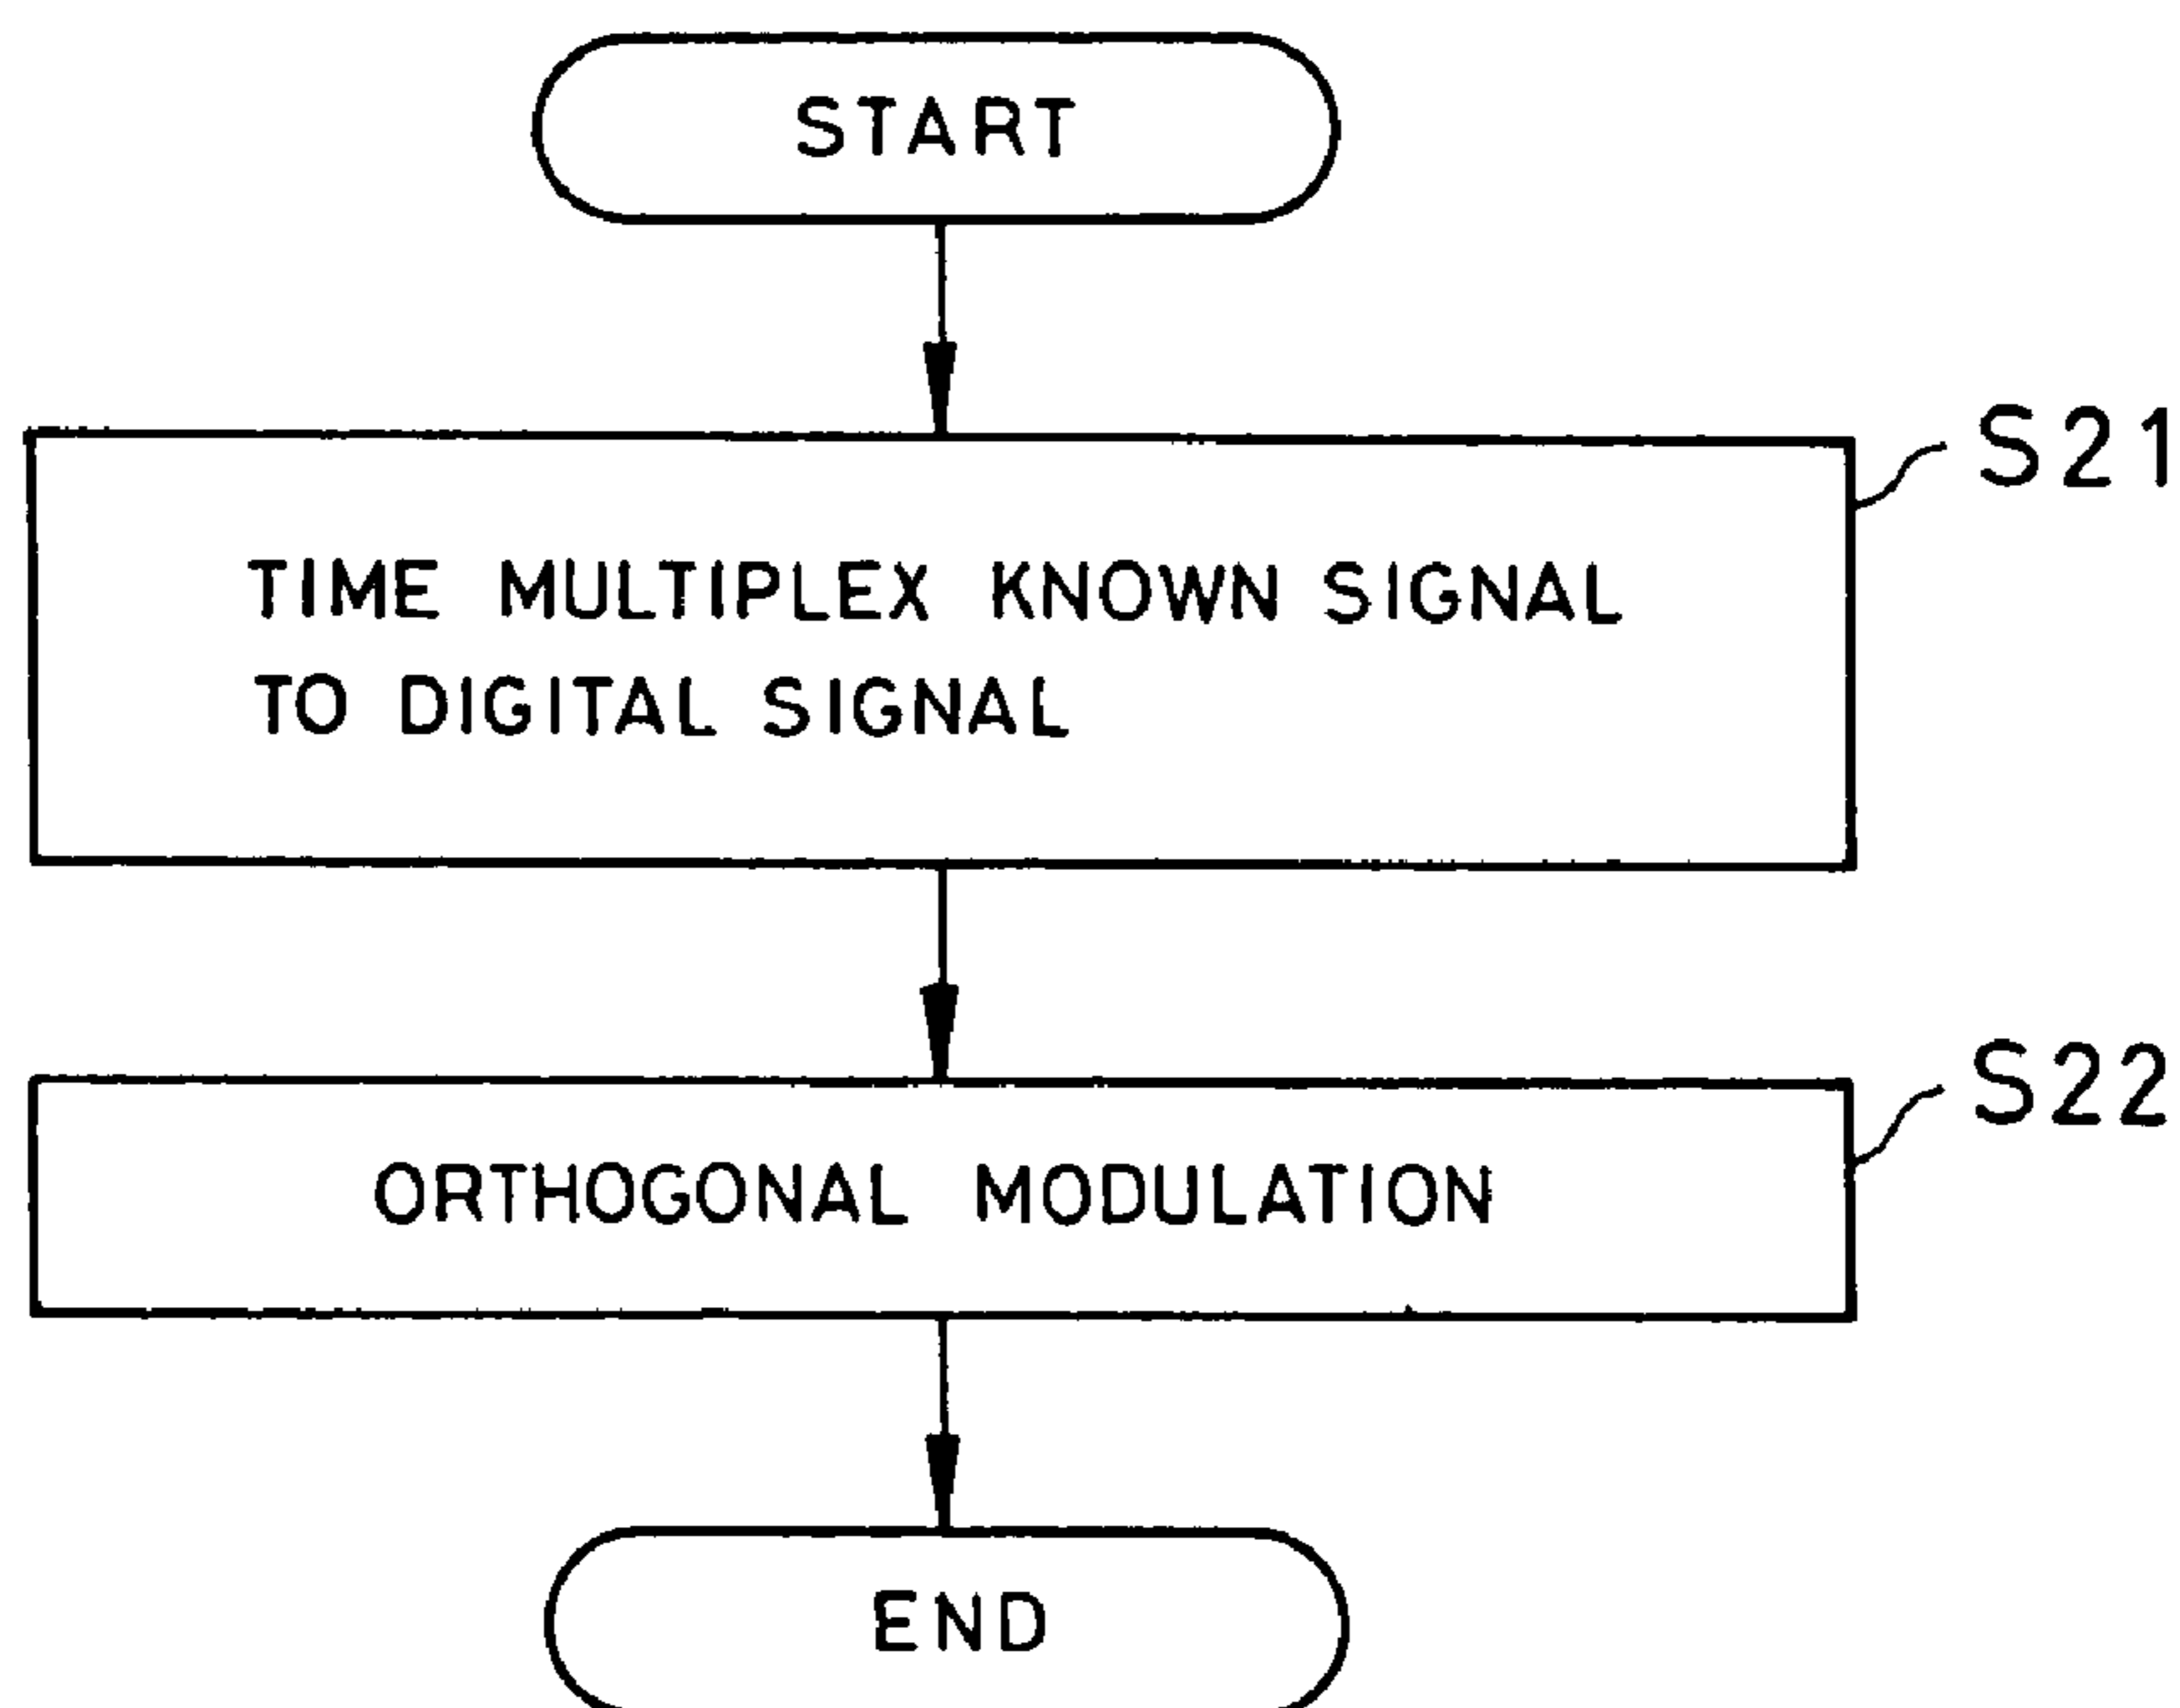 START
S21
TIME MULTIPLEX KNOWN SIGNAL
TO DIGITAL SIGNAL
S22
ORTHOGONAL MODULATION
END